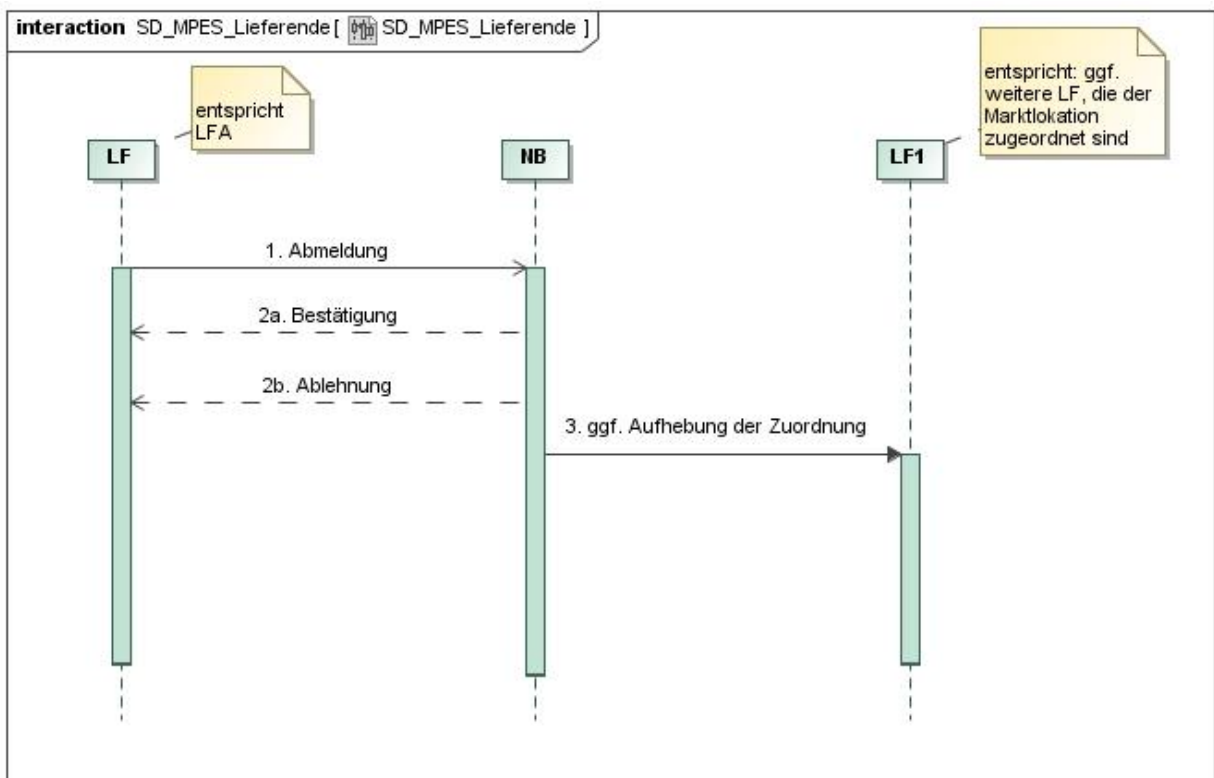 interaction SD_MPES_Lieferende [ SD_MPES_Lieferende ]
entspricht
LFA
entspricht: ggf.
weitere LF, die der
Marktlokation
zugeordnet sind
LF
NB
LF1
1. Abmeldung
2a. Bestätigung
2b. Ablehnung
3. ggf. Aufhebung der Zuordnung